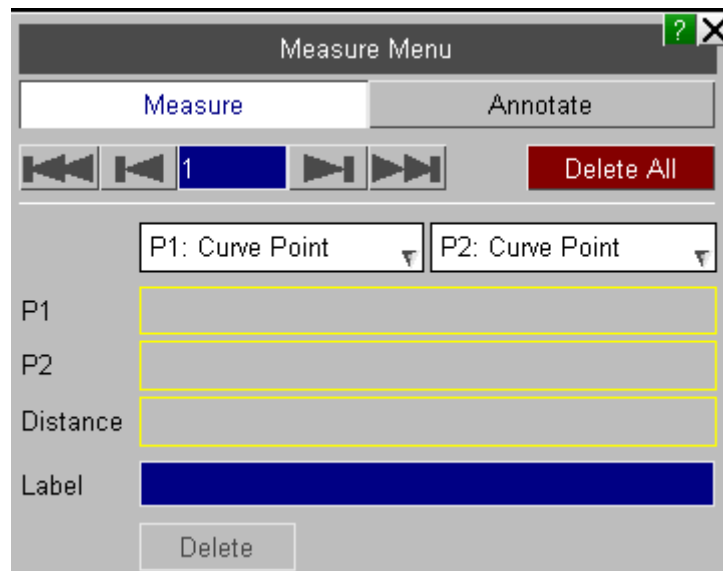 Measure Menu
?
Measure Annotate
1 Delete All
P1: Curve Point P2: Curve Point
P1
P2
Distance
Label
Delete